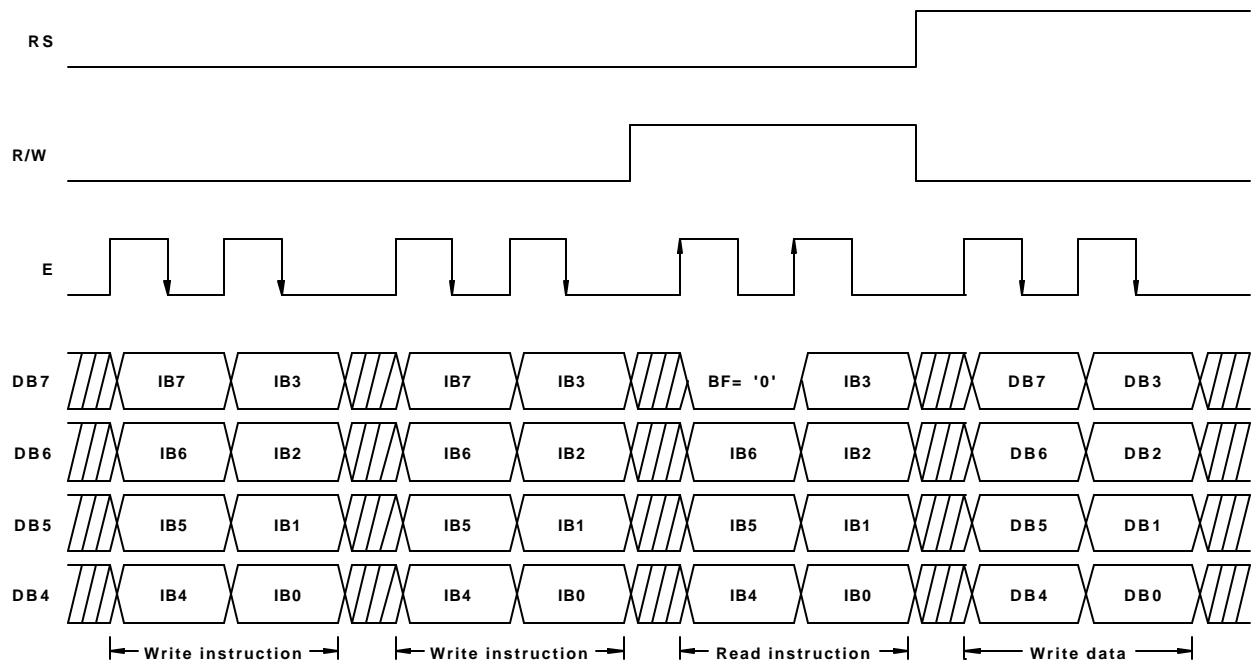 RS
R/W
E
DB7 IB7 IB3 IB7 IB3 BF= '0' IB3 DB7 DB3
DB6 IB6 IB2 IB6 IB2 IB6 IB2 DB6 DB2
DB5 IB5 IB1 IB5 IB1 IB5 IB1 DB5 DB1
DB4 IB4 IB0 IB4 IB0 IB4 IB0 DB4 DB0
Write instruction Write instruction Read instruction Write data